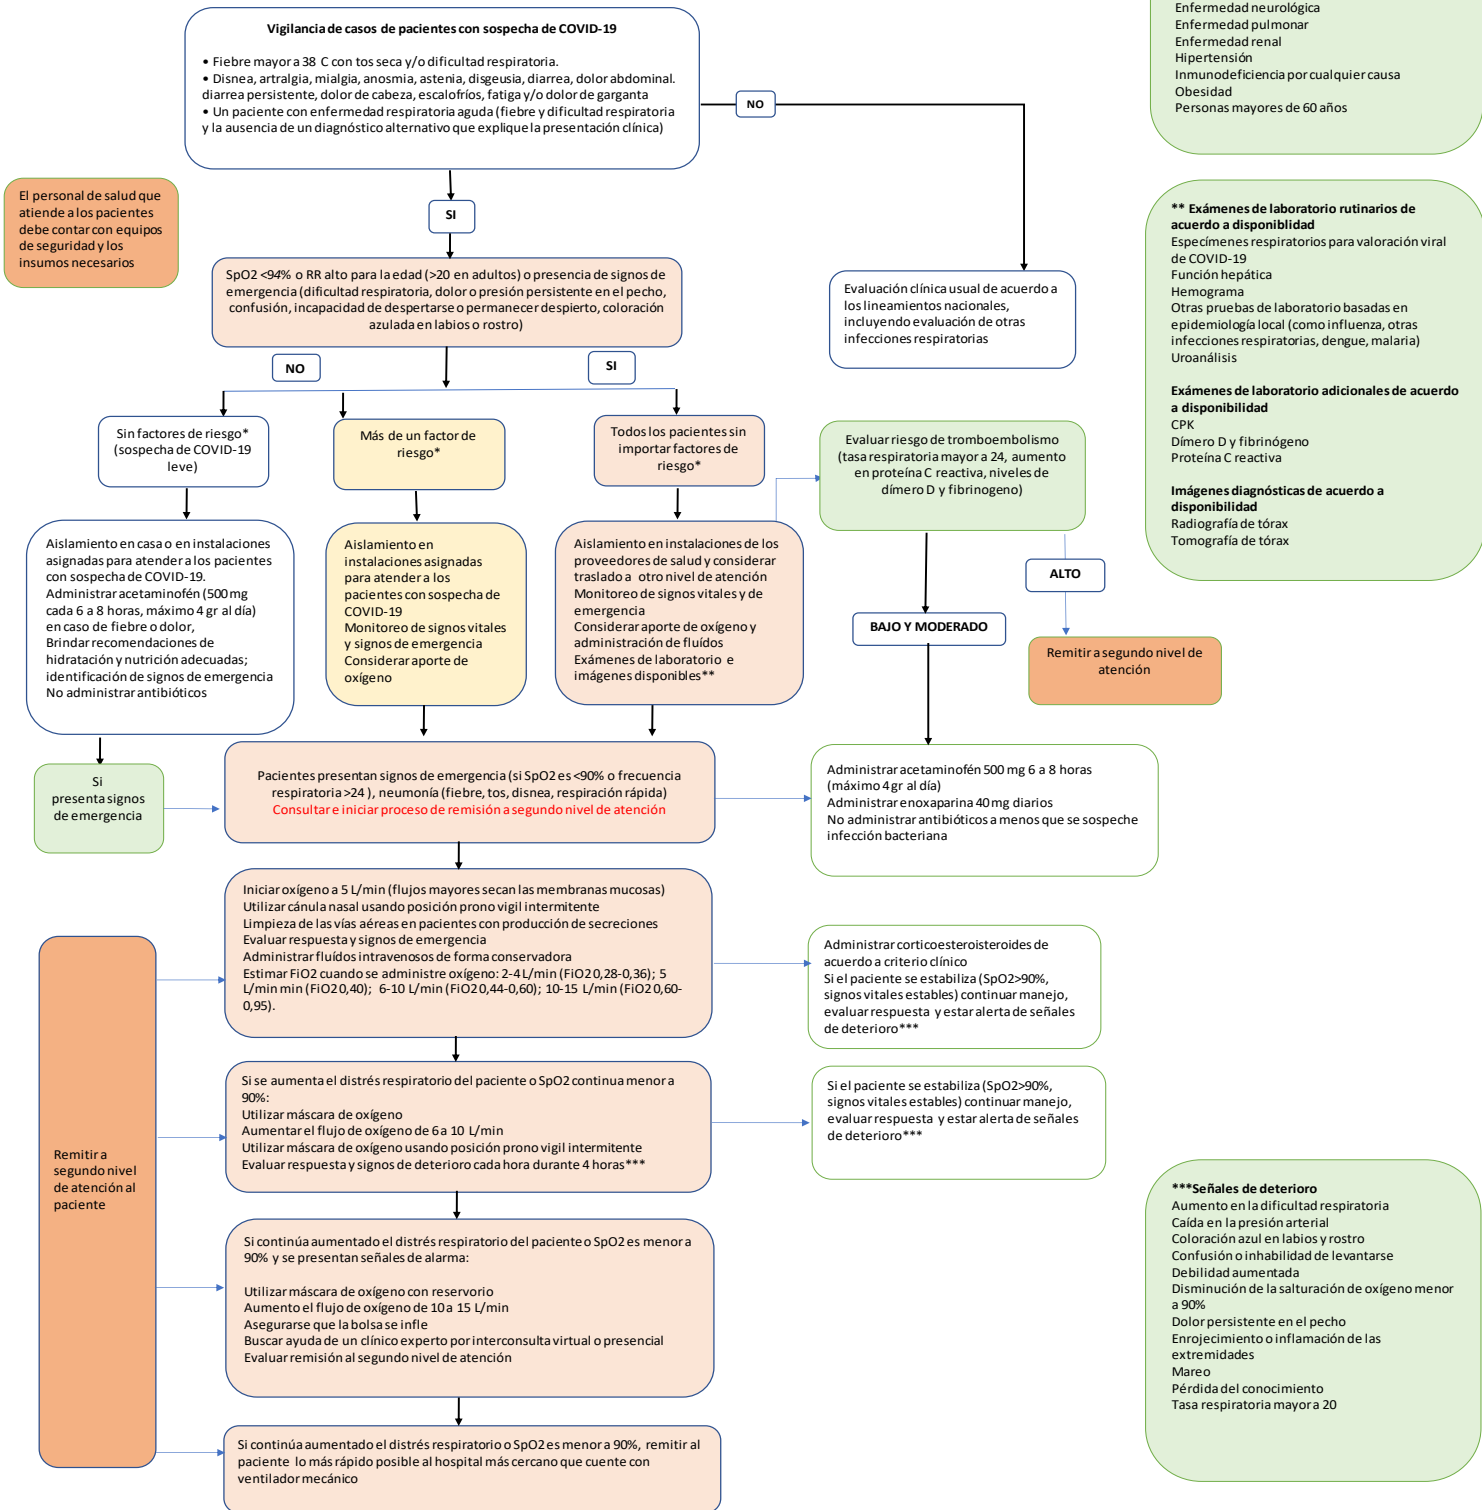 Enfermedad neurológica
Enfermedad pulmonar
Enfermedad renal
Hipertensión
Inmunodeficiencia por cualquier causa
Obesidad
Personas mayores de 60 años
Vigilancia de casos de pacientes con sospecha de COVID-19
• Fiebre mayor a 38 C con tos seca y/o dificultad respiratoria.
• Disnea, artralgia, mialgia, anosmia, astenia, disgeusia, diarrea, dolor abdominal.
diarrea persistente, dolor de cabeza, escalofríos, fatiga y/o dolor de garganta
• Un paciente con enfermedad respiratoria aguda (fiebre y dificultad respiratoria
y la ausencia de un diagnóstico alternativo que explique la presentación clínica)
NO
El personal de salud que
atiende a los pacientes
debe contar con equipos
de seguridad y los
insumos necesarios
SI
SpO2 <94% o RR alto para la edad (>20 en adultos) o presencia de signos de
emergencia (dificultad respiratoria, dolor o presión persistente en el pecho,
confusión, incapacidad de despertarse o permanecer despierto, coloración
azulada en labios o rostro)
Evaluación clínica usual de acuerdo a
los lineamientos nacionales,
incluyendo evaluación de otras
infecciones respiratorias
** Exámenes de laboratorio rutinarios de
acuerdo a disponiblidad
Especímenes respiratorios para valoración viral
de COVID-19
Función hepática
Hemograma
Otras pruebas de laboratorio basadas en
epidemiología local (como influenza, otras
infecciones respiratorias, dengue, malaria)
Uroanálisis
Exámenes de laboratorio adicionales de acuerdo
a disponibilidad
CPK
Dímero D y fibrinógeno
Proteína C reactiva
Imágenes diagnósticas de acuerdo a
disponibilidad
Radiografía de tórax
Tomografía de tórax
NO
SI
Sin factores de riesgo*
(sospecha de COVID-19
leve)
Más de un factor de
riesgo*
Todos los pacientes sin
importar factores de
riesgo*
Evaluar riesgo de tromboembolismo
(tasa respiratoria mayor a 24, aumento
en proteína C reactiva, niveles de
dímero D y fibrinogeno)
Aislamiento en casa o en instalaciones
asignadas para atender a los pacientes
con sospecha de COVID-19.
Administrar acetaminofén (500 mg
cada 6 a 8 horas, máximo 4 gr al día)
en caso de fiebre o dolor,
Brindar recomendaciones de
hidratación y nutrición adecuadas;
identificación de signos de emergencia
No administrar antibióticos
Aislamiento en
instalaciones asignadas
para atender a los
pacientes con sospecha de
COVID-19
Monitoreo de signos vitales
y signos de emergencia
Considerar aporte de
oxígeno
Aislamiento en instalaciones de los
proveedores de salud y considerar
traslado a otro nivel de atención
Monitoreo de signos vitales y de
emergencia
Considerar aporte de oxígeno y
administración de fluídos
Exámenes de laboratorio e
imágenes disponibles**
ALTO
BAJO Y MODERADO
Remitir a segundo nivel de
atención
Si
presenta signos
de emergencia
Pacientes presentan signos de emergencia (si SpO2 es <90% o frecuencia
respiratoria >24 ), neumonía (fiebre, tos, disnea, respiración rápida)
Consultar e iniciar proceso de remisión a segundo nivel de atención
Administrar acetaminofén 500 mg 6 a 8 horas
(máximo 4 gr al día)
Administrar enoxaparina 40 mg diarios
No administrar antibióticos a menos que se sospeche
infección bacteriana
Iniciar oxígeno a 5 L/min (flujos mayores secan las membranas mucosas)
Utilizar cánula nasal usando posición prono vigil intermitente
Limpieza de las vías aéreas en pacientes con producción de secreciones
Evaluar respuesta y signos de emergencia
Administrar fluídos intravenosos de forma conservadora
Estimar FiO2 cuando se administre oxígeno: 2-4 L/min (FiO2 0,28-0,36); 5
L/min min (FiO2 0,40); 6-10 L/min (FiO2 0,44-0,60); 10-15 L/min (FiO2 0,60-
0,95).
Administrar corticoesteroisteroides de
acuerdo a criterio clínico
Si el paciente se estabiliza (SpO2>90%,
signos vitales estables) continuar manejo,
evaluar respuesta y estar alerta de señales
de deterioro***
Remitir a
segundo nivel
de atención al
paciente
Si se aumenta el distrés respiratorio del paciente o SpO2 continua menor a
90%:
Utilizar máscara de oxígeno
Aumentar el flujo de oxígeno de 6 a 10 L/min
Utilizar máscara de oxígeno usando posición prono vigil intermitente
Evaluar respuesta y signos de deterioro cada hora durante 4 horas***
Si el paciente se estabiliza (SpO2>90%,
signos vitales estables) continuar manejo,
evaluar respuesta y estar alerta de señales
de deterioro***
Si continúa aumentado el distrés respiratorio del paciente o SpO2 es menor a
90% y se presentan señales de alarma:
Utilizar máscara de oxígeno con reservorio
Aumento el flujo de oxígeno de 10 a 15 L/min
Asegurarse que la bolsa se infle
Buscar ayuda de un clínico experto por interconsulta virtual o presencial
Evaluar remisión al segundo nivel de atención
***Señales de deterioro
Aumento en la dificultad respiratoria
Caída en la presión arterial
Coloración azul en labios y rostro
Confusión o inhabilidad de levantarse
Debilidad aumentada
Disminución de la salturación de oxígeno menor
a 90%
Dolor persistente en el pecho
Enrojecimiento o inflamación de las
extremidades
Mareo
Pérdida del conocimiento
Tasa respiratoria mayor a 20
Si continúa aumentado el distrés respiratorio o SpO2 es menor a 90%, remitir al
paciente lo más rápido posible al hospital más cercano que cuente con
ventilador mecánico